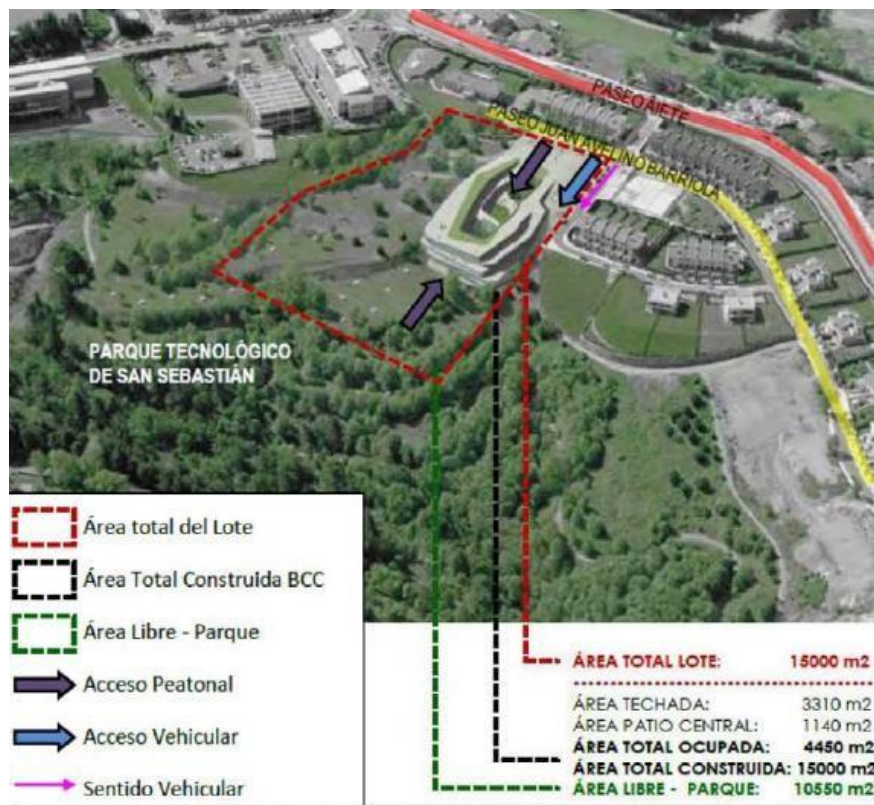 PASEO AIETE
PASEO JUAN AVELINO BARRIOLA
PARQUE TECNOLÓGICO
DE SAN SEBASTIÁN
Área total del Lote
Área Total Construida BCC
Área Libre - Parque
Acceso Peatonal
Acceso Vehicular
Sentido Vehicular
ÁREA TOTAL LOTE: 15000 m2
ÁREA TECHADA: 3310 m2
ÁREA PATIO CENTRAL: 1140 m2
ÁREA TOTAL OCUPADA: 4450 m2
ÁREA TOTAL CONSTRUIDA: 15000 m2
ÁREA LIBRE - PARQUE: 10550 m2